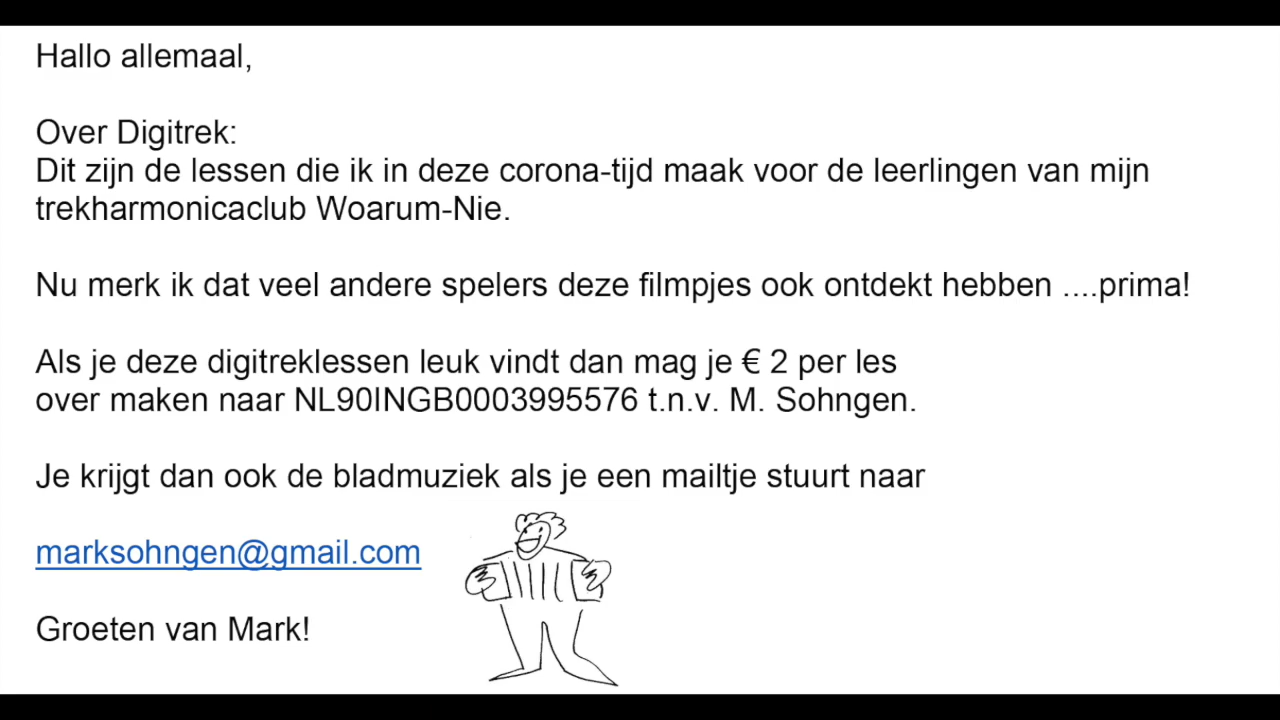 Hallo allemaal,
Over Digitrek:
Dit zijn de lessen die ik in deze corona-tijd maak voor de leerlingen van mijn
trekharmonicaclub Woarum-Nie.
Nu merk ik dat veel andere spelers deze filmpjes ook ontdekt hebben ....prima!
Als je deze digitreklessen leuk vindt dan mag je € 2 per les
over maken naar NL90INGB0003995576 t.n.v. M. Sohngen.
Je krijgt dan ook de bladmuziek als je een mailtje stuurt naar
marksohngen@gmail.com
Groeten van Mark!